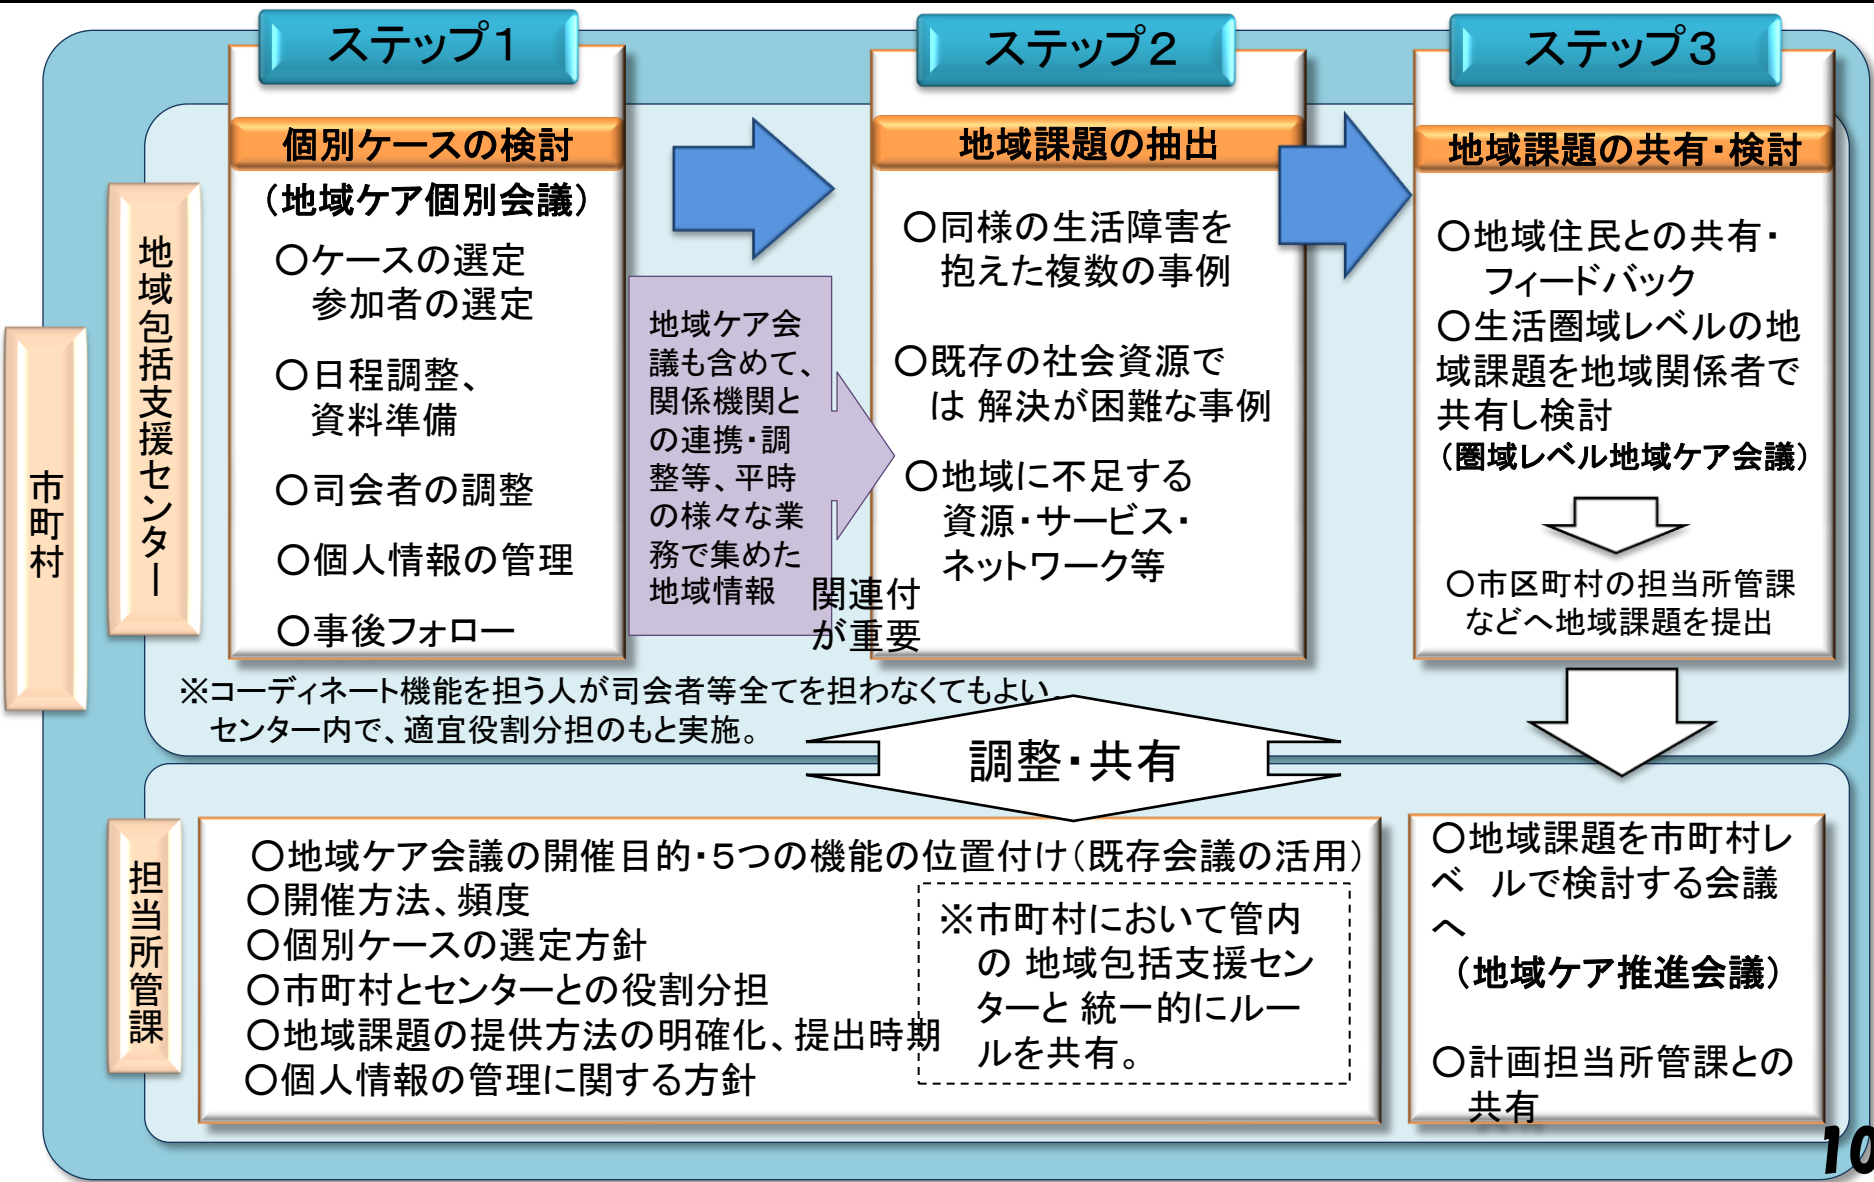 ステップ１
ステップ２
ステップ３
市町村
地域包括支援センター
個別ケースの検討
（地域ケア個別会議）
○ケースの選定
参加者の選定
○日程調整、
資料準備
○司会者の調整
○個人情報の管理
○事後フォロー
地域ケア会
議も含めて、
関係機関と
の連携・調
整等、平時
の様々な業
務で集めた
地域情報
関連付
が重要
地域課題の抽出
○同様の生活障害を
抱えた複数の事例
○既存の社会資源で
は 解決が困難な事例
○地域に不足する
資源・サービス・
ネットワーク等
地域課題の共有・検討
○地域住民との共有・
フィードバック
○生活圏域レベルの地
域課題を地域関係者で
共有し検討
（圏域レベル地域ケア会議）
○市区町村の担当所管課
などへ地域課題を提出
※コーディネート機能を担う人が司会者等全てを担わなくてもよい。
センター内で、適宜役割分担のもと実施。
調整・共有
担当所管課
○地域ケア会議の開催目的・５つの機能の位置付け（既存会議の活用）
○開催方法、頻度
○個別ケースの選定方針
○市町村とセンターとの役割分担
○地域課題の提供方法の明確化、提出時期
○個人情報の管理に関する方針
※市町村において管内
の 地域包括支援セン
ターと 統一的にルー
ルを共有。
○地域課題を市町村レ
ベ ルで検討する会議
へ
（地域ケア推進会議）
○計画担当所管課との
共有
10